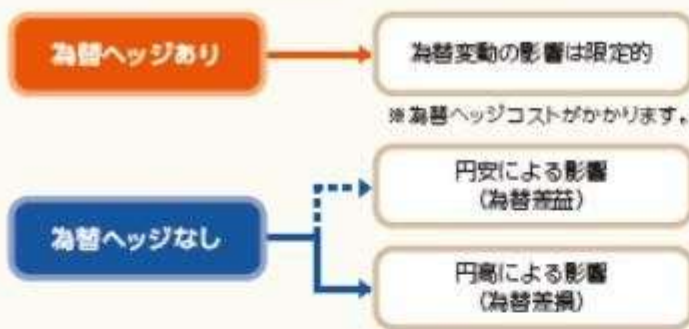 為替ヘッジあり
為替変動の影響は限定的
※為替ヘッジコストがかかります。
円安による影響
(為替差益)
為替ヘッジなし
円高による影響
(為替差損)